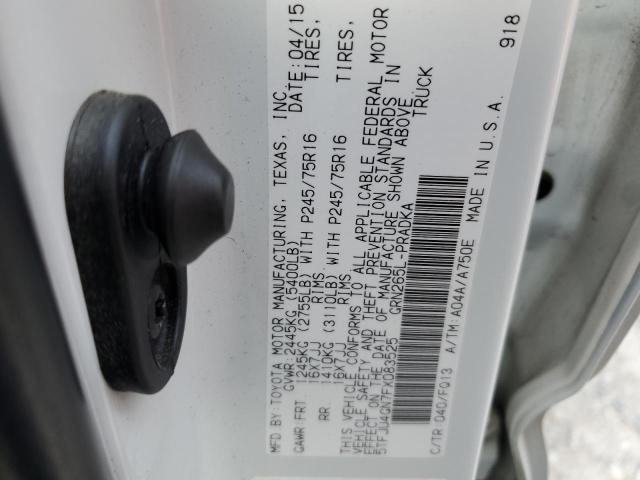 MFD. BY: TOYOTA MOTOR MANUFACTURING, TEXAS, INC. DATE: 04/15
GVWR: 2445KG (5400LB)
GAWR FRT 1245KG (2755LB) WITH P245/75R16 TIRES,
16X7JJ RIMS
RR. 1410KG (3110LB) WITH P245/75R16 TIRES,
16X7JJ RIMS
THIS VEHICLE CONFORMS TO ALL APPLICABLE FEDERAL MOTOR
VEHICLE SAFETY AND THEFT PREVENTION STANDARDS IN
EFFECT ON THE DATE OF MANUFACTURE SHOWN ABOVE.
5TFJU4GN7FX083525 GRN265L-PRADKA TRUCK
C/TR: 040/FQ13 A/TM: A04A/A750E MADE IN U.S.A. 918